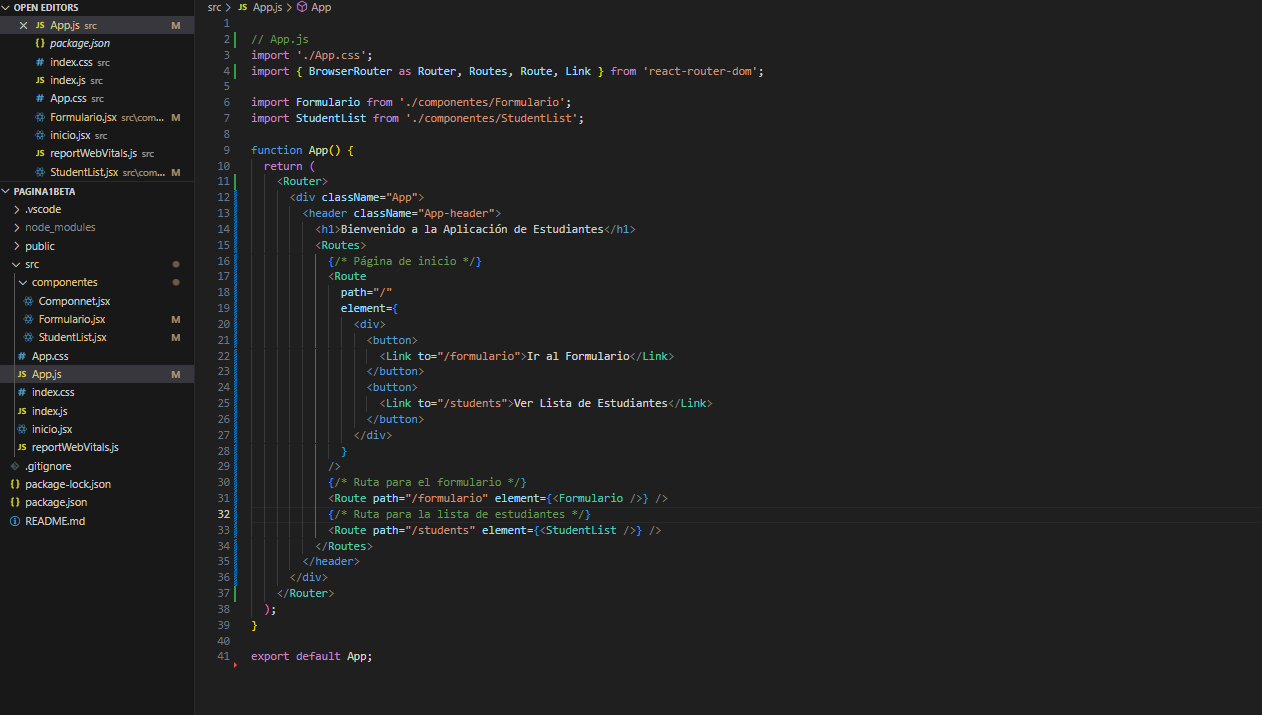 OPEN EDITORS
JS App.js src M
{} package.json
# index.css src
JS index.js src
# App.css src
Formulario.jsx src\com... M
inicio.jsx src
JS reportWebVitals.js src
StudentList.jsx src\com... M
PAGINA1BETA
.vscode
node_modules
public
src
componentes
Componnet.jsx
Formulario.jsx M
StudentList.jsx M
# App.css
JS App.js M
# index.css
JS index.js
inicio.jsx
JS reportWebVitals.js
.gitignore
{} package-lock.json
{} package.json
README.md
src > JS App.js > App
1
2 // App.js
3 import './App.css';
4 import { BrowserRouter as Router, Routes, Route, Link } from 'react-router-dom';
5
6 import Formulario from './componentes/Formulario';
7 import StudentList from './componentes/StudentList';
8
9 function App() {
10 return (
11 <Router>
12 <div className="App">
13 <header className="App-header">
14 <h1>Bienvenido a la Aplicación de Estudiantes</h1>
15 <Routes>
16 {/* Página de inicio */}
17 <Route
18 path="/"
19 element={
20 <div>
21 <button>
22 <Link to="/formulario">Ir al Formulario</Link>
23 </button>
24 <button>
25 <Link to="/students">Ver Lista de Estudiantes</Link>
26 </button>
27 </div>
28 }
29 />
30 {/* Ruta para el formulario */}
31 <Route path="/formulario" element={<Formulario />} />
32 {/* Ruta para la lista de estudiantes */}
33 <Route path="/students" element={<StudentList />} />
34 </Routes>
35 </header>
36 </div>
37 </Router>
38 );
39 }
40
41 export default App;